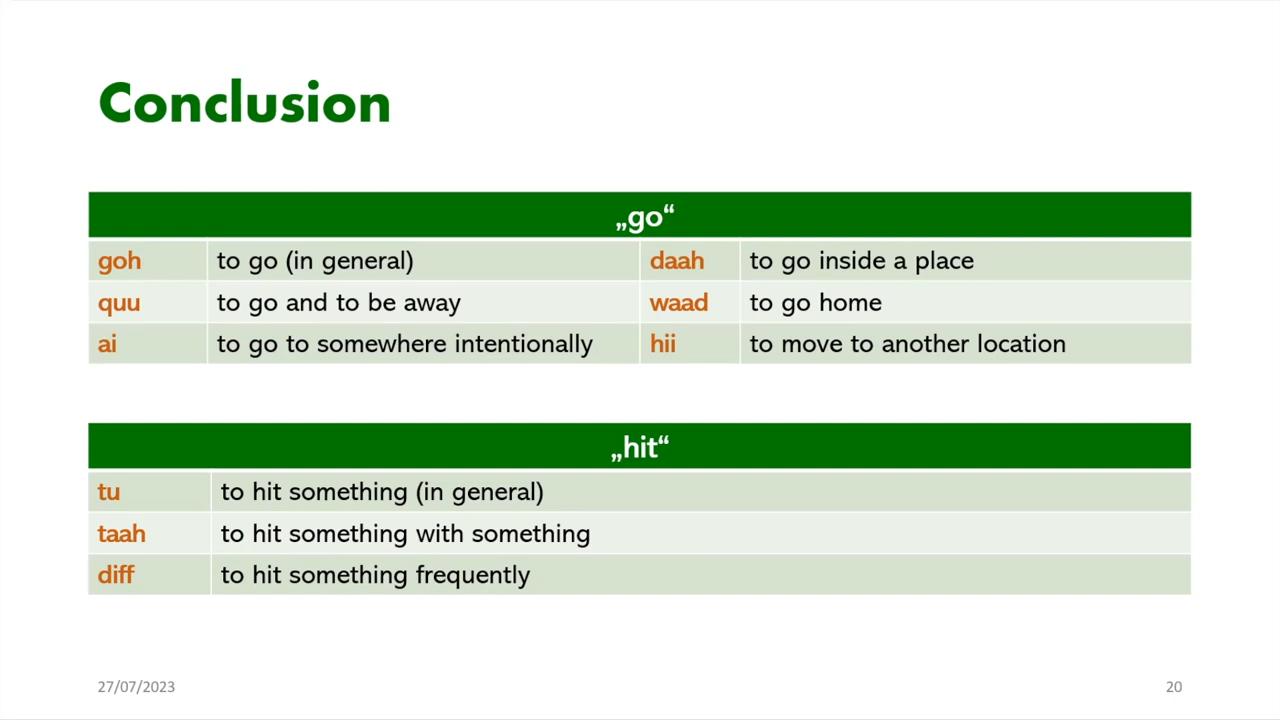 Conclusion
„go“
goh to go (in general) daah to go inside a place
quu to go and to be away waad to go home
ai to go to somewhere intentionally hii to move to another location
„hit“
tu to hit something (in general)
taah to hit something with something
diff to hit something frequently
27/07/2023 20